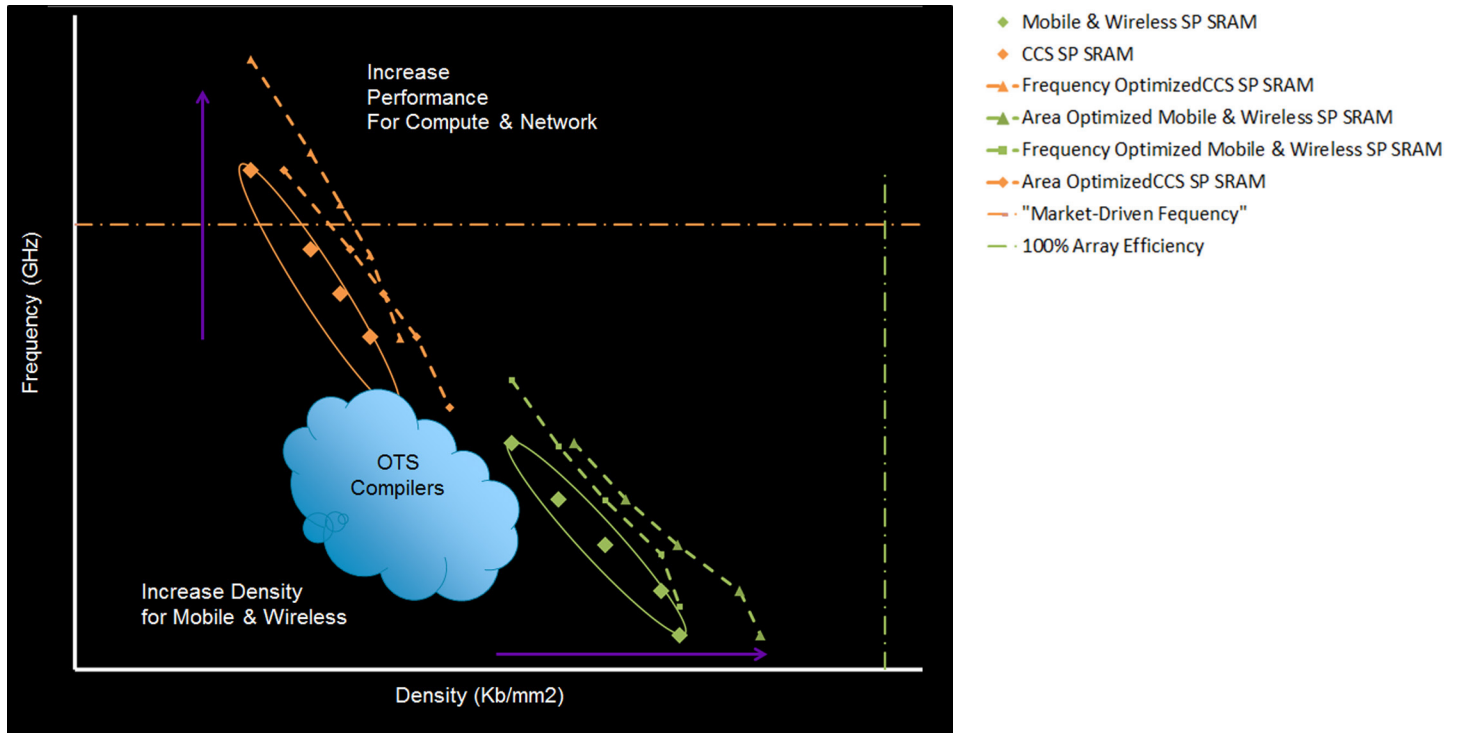 Increase
Performance
For Compute & Network
Frequency (GHz)
OTS
Compilers
Increase Density
for Mobile & Wireless
Density (Kb/mm2)
Mobile & Wireless SP SRAM
CCS SP SRAM
Frequency OptimizedCCS SP SRAM
Area Optimized Mobile & Wireless SP SRAM
Frequency Optimized Mobile & Wireless SP SRAM
Area OptimizedCCS SP SRAM
"Market-Driven Fequency"
100% Array Efficiency